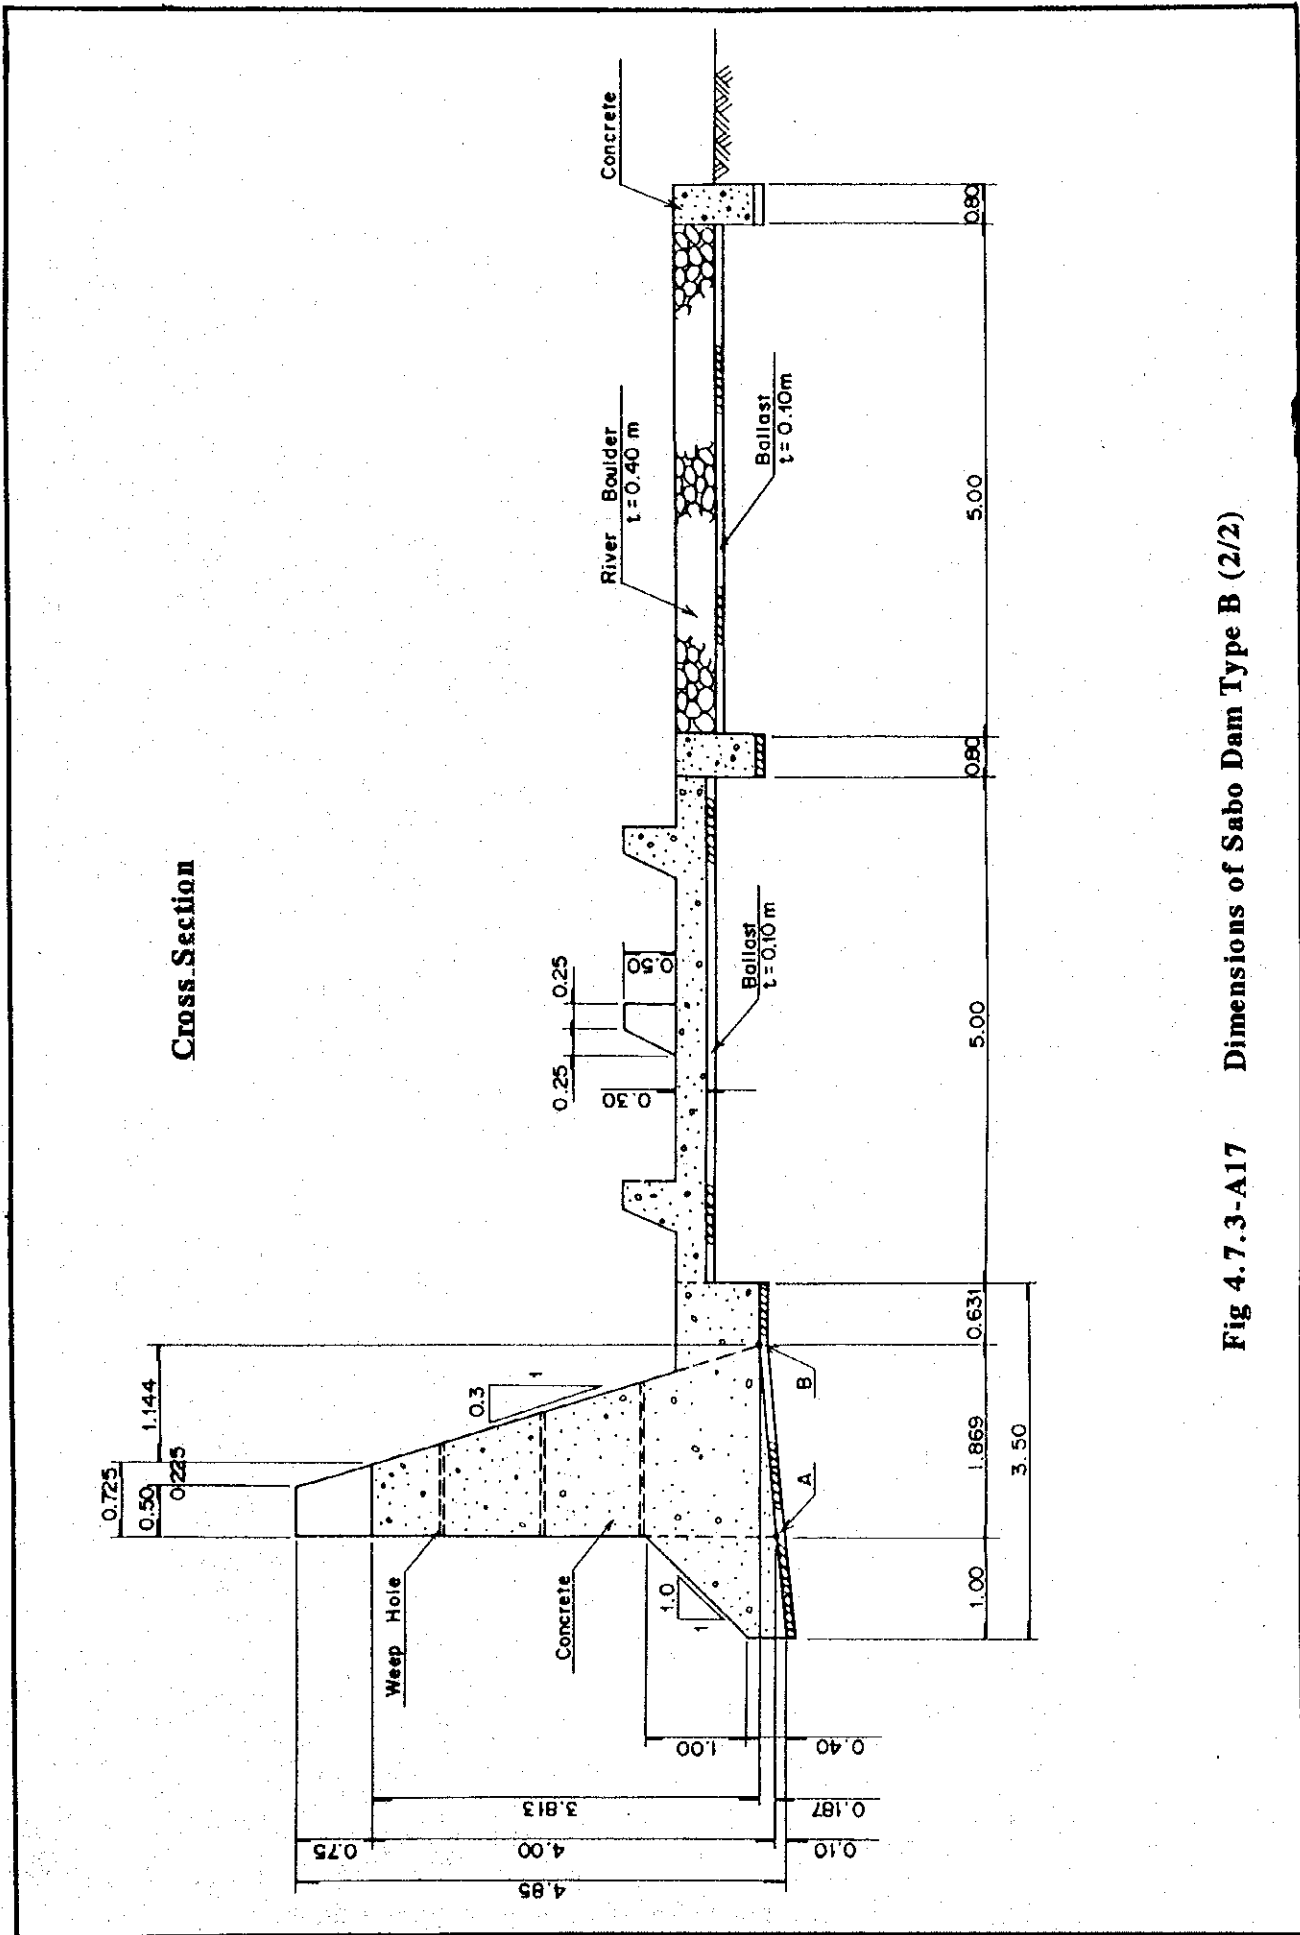 Cross Section
0.725
0.50
0.225
1.144
0.3
1
Weep Hole
Concrete
1.0
1
A
B
0.25
0.25
0.50
0.30
Ballast
t=0.10m
River Boulder
t=0.40 m
Ballast
t=0.10m
Concrete
0.75
4.00
4.85
3.813
1.00
0.40
0.187
0.10
1.00
1.869
0.631
5.00
0.80
5.00
0.80
3.50
Fig 4.7.3-A17 Dimensions of Sabo Dam Type B (2/2)